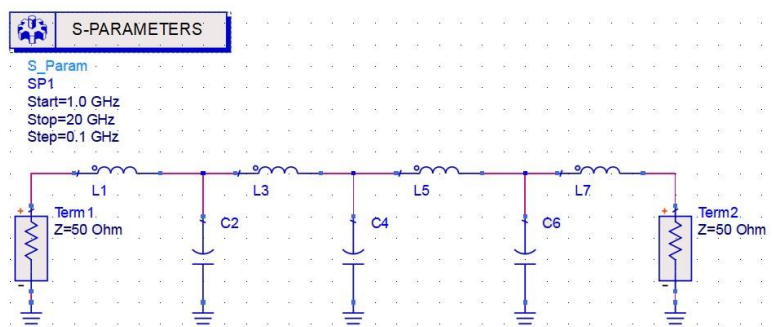 S-PARAMETERS
S_Param
SP1
Start=1.0 GHz
Stop=20 GHz
Step=0.1 GHz
L1
L3
L5
L7
Term1
Z=50 Ohm
C2
C4
C6
Term2
Z=50 Ohm